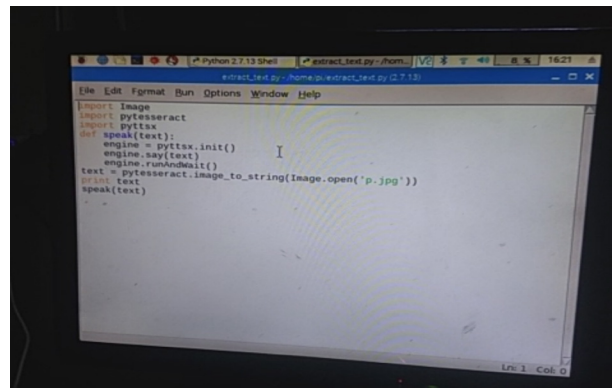 Python 2.7.13 Shell
extract_text.py - /hom...
V2
8 %
16:21
extract_text.py - /home/pi/extract_text.py (2.7.13)
File Edit Format Run Options Window Help
import Image
import pytesseract
import pyttsx
def speak(text):
    engine = pyttsx.init()
    engine.say(text)
    engine.runAndWait()
text = pytesseract.image_to_string(Image.open('p.jpg'))
print text
speak(text)
Ln: 1 Col: 0